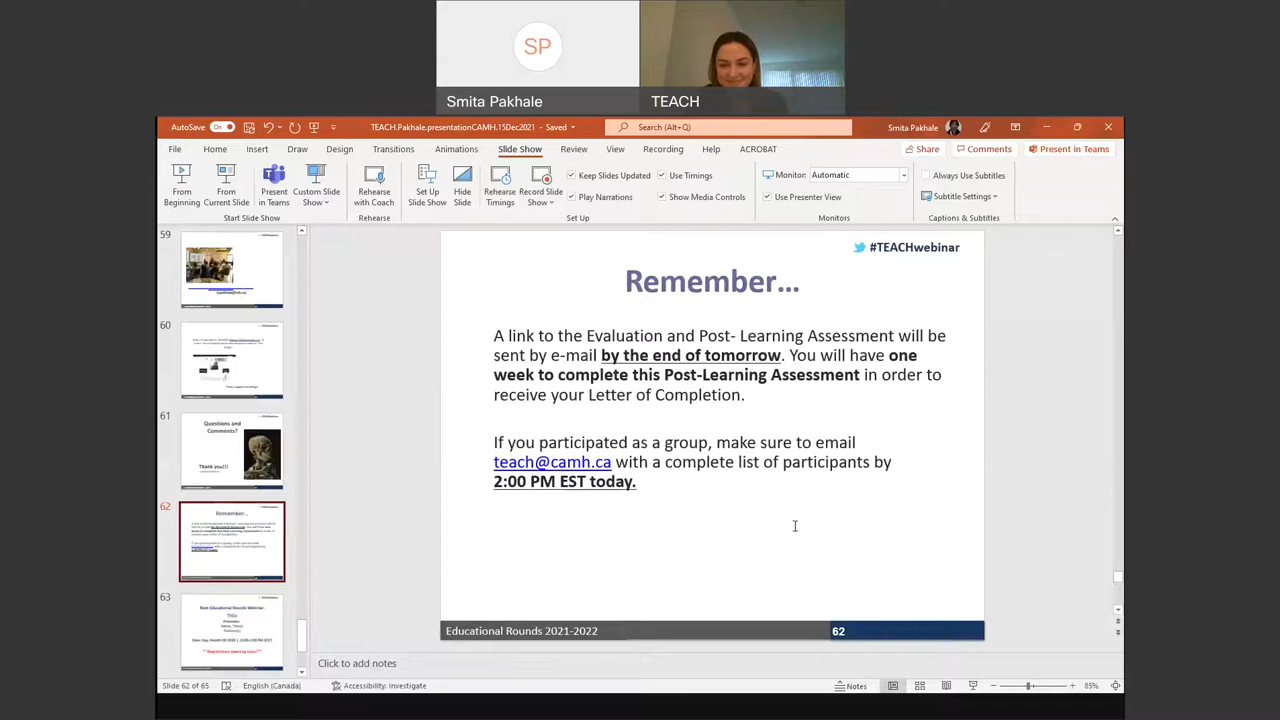 SP
Smita Pakhale
TEACH
AutoSave On TEACH.Pakhale.presentationCAMH.15Dec2021 - Saved Search (Alt+Q) Smita Pakhale
File Home Insert Draw Design Transitions Animations Slide Show Review View Recording Help ACROBAT Share Comments Present in Teams
From Beginning
From Current Slide
Present in Teams
Custom Slide Show
Start Slide Show
Rehearse with Coach
Rehearse
Set Up Slide Show
Hide Slide
Rehearse Timings
Record Slide Show
Keep Slides Updated
Play Narrations
Use Timings
Show Media Controls
Set Up
Monitor: Automatic
Use Presenter View
Monitors
Always Use Subtitles
Subtitle Settings
Captions & Subtitles
59
60
61
Questions and
Comments?
Thank you!!!
62
Remember...
63
Next Educational Rounds Webinar:
Title
#TEACHwebinar
Remember...
A link to the Evaluation and Post- Learning Assessment will be
sent by e-mail by the end of tomorrow. You will have one
week to complete this Post-Learning Assessment in order to
receive your Letter of Completion.
If you participated as a group, make sure to email
teach@camh.ca with a complete list of participants by
2:00 PM EST today.
Educational Rounds 2021-2022 62
Click to add notes
Slide 62 of 65 English (Canada) Accessibility: Investigate Notes 85%